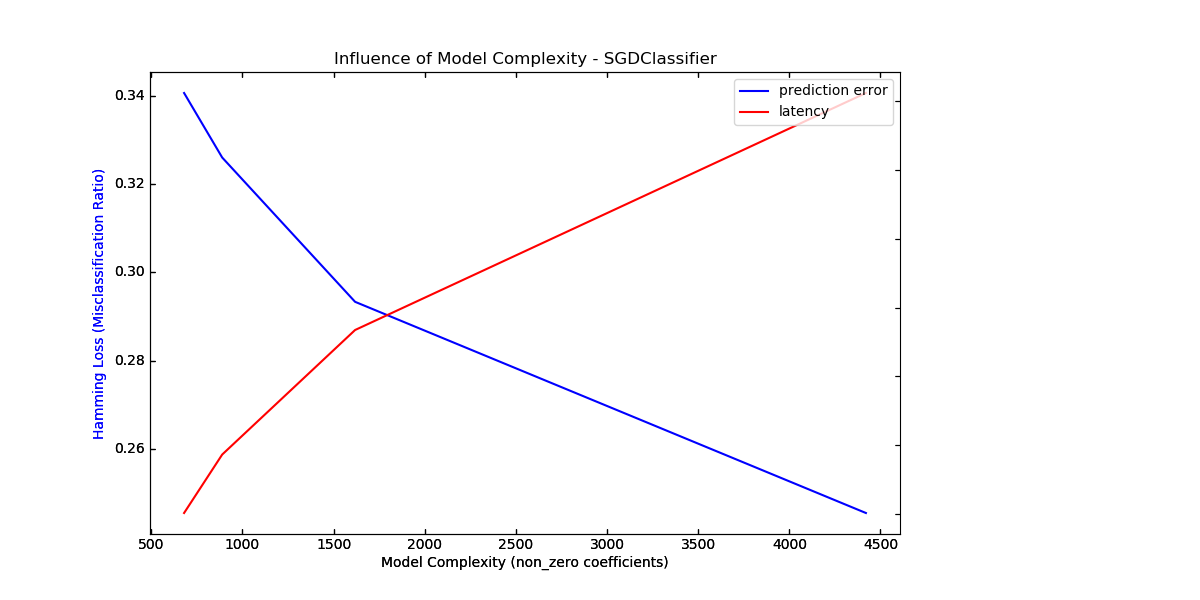 Influence of Model Complexity - SGDClassifier
prediction error
latency
0.34
0.32
0.30
0.28
0.26
Hamming Loss (Misclassification Ratio)
500 1000 1500 2000 2500 3000 3500 4000 4500
Model Complexity (non_zero coefficients)